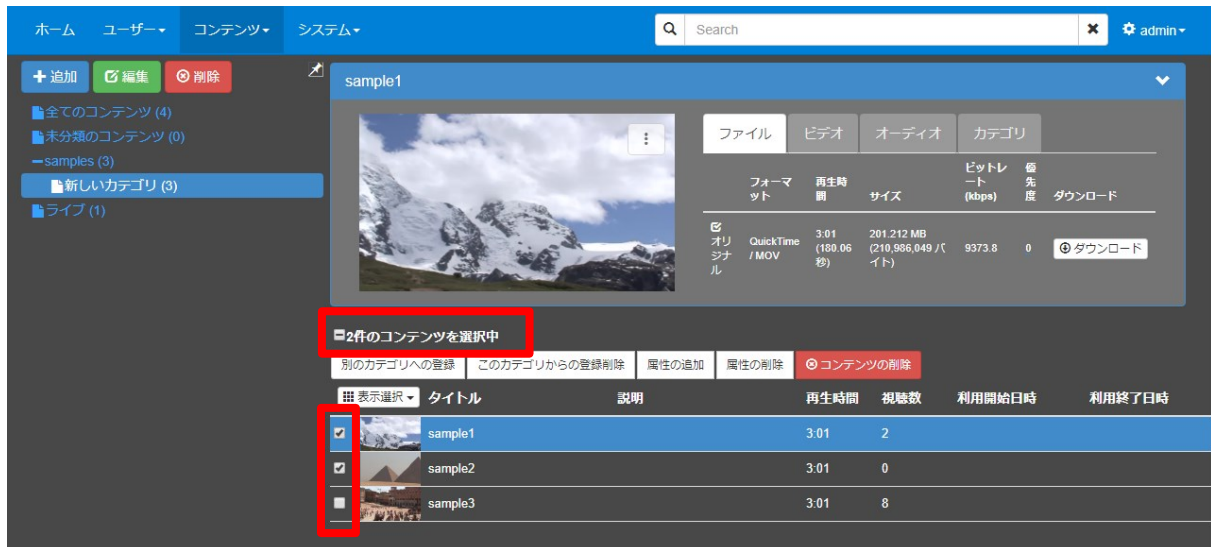 ホーム ユーザー コンテンツ システム Search admin
追加 編集 削除
全てのコンテンツ (4)
未分類のコンテンツ (0)
samples (3)
新しいカテゴリ (3)
ライブ (1)
sample1
ファイル ビデオ オーディオ カテゴリ
フォーマ
ット
再生時
間
サイズ
ビットレ
ート
(kbps)
優
先
度
ダウンロード
オリ
ジナ
ル
QuickTime
/ MOV
3:01
(180.06
秒)
201.212 MB
(210,986,049 バ
イト)
9373.8
0
ダウンロード
2件のコンテンツを選択中
別のカテゴリへの登録 このカテゴリからの登録削除 属性の追加 属性の削除 コンテンツの削除
表示選択 タイトル 説明 再生時間 視聴数 利用開始日時 利用終了日時
sample1 3:01 2
sample2 3:01 0
sample3 3:01 8